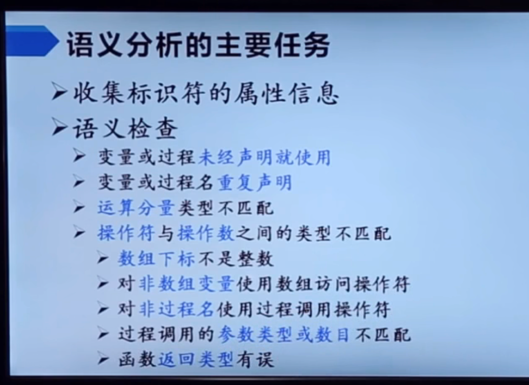 语义分析的主要任务
➢收集标识符的属性信息
➢语义检查
➢ 变量或过程未经声明就使用
➢ 变量或过程名重复声明
➢ 运算分量类型不匹配
➢ 操作符与操作数之间的类型不匹配
➢ 数组下标不是整数
➢ 对非数组变量使用数组访问操作符
➢ 对非过程名使用过程调用操作符
➢ 过程调用的参数类型或数目不匹配
➢ 函数返回类型有误